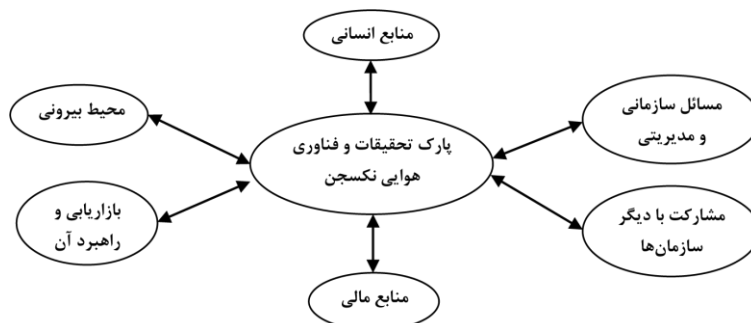 منابع انسانی
مسائل سازمانی
و مدیریتی
محیط بیرونی
پارک تحقیقات و فناوری
هوایی نکسجن
مشارکت با دیگر
سازمان‌ها
بازاریابی و
راهبرد آن
منابع مالی